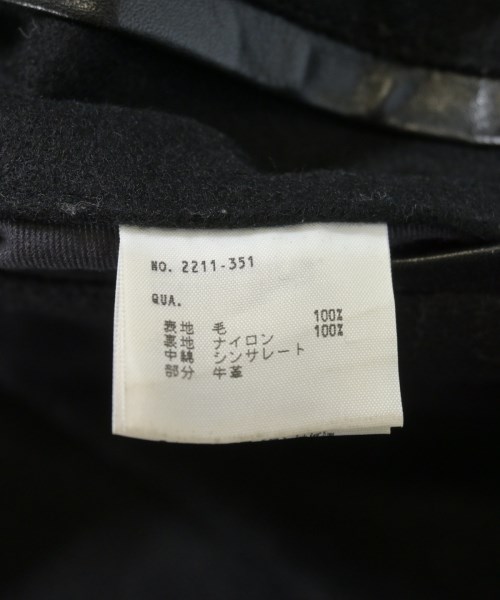 NO. 2211-351
QUA.
表地 毛 100%
裏地 ナイロン 100%
中綿 シンサレート
部分 牛革